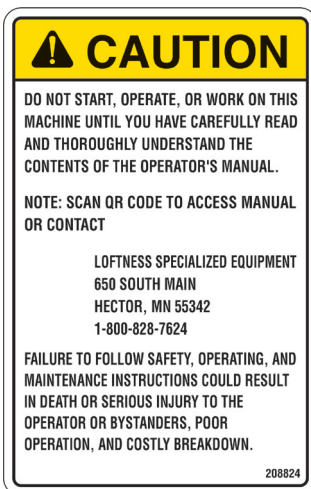 CAUTION
DO NOT START, OPERATE, OR WORK ON THIS
MACHINE UNTIL YOU HAVE CAREFULLY READ
AND THOROUGHLY UNDERSTAND THE
CONTENTS OF THE OPERATOR'S MANUAL.
NOTE: SCAN QR CODE TO ACCESS MANUAL
OR CONTACT
LOFTNESS SPECIALIZED EQUIPMENT
650 SOUTH MAIN
HECTOR, MN 55342
1-800-828-7624
FAILURE TO FOLLOW SAFETY, OPERATING, AND
MAINTENANCE INSTRUCTIONS COULD RESULT
IN DEATH OR SERIOUS INJURY TO THE
OPERATOR OR BYSTANDERS, POOR
OPERATION, AND COSTLY BREAKDOWN.
208824